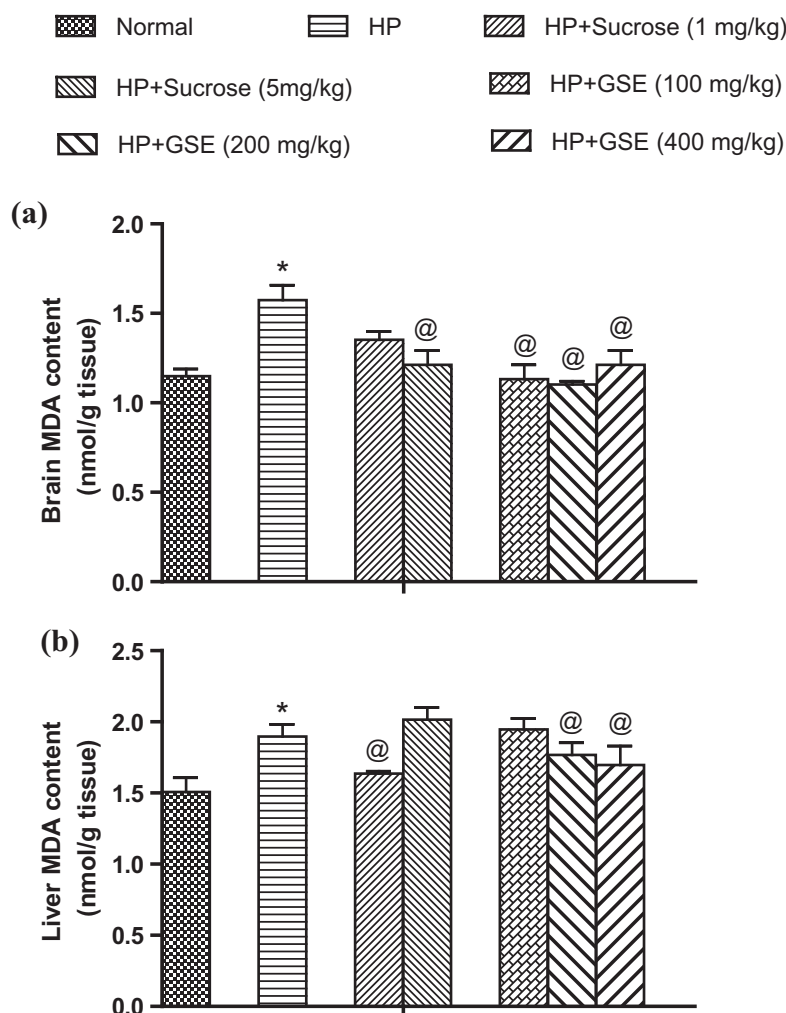 Normal HP HP+Sucrose (1 mg/kg)
HP+Sucrose (5mg/kg) HP+GSE (100 mg/kg)
HP+GSE (200 mg/kg) HP+GSE (400 mg/kg)
(a)
Brain MDA content
(nmol/g tissue)
2.0
1.5
1.0
0.5
0.0
*
@
@
@
@
(b)
Liver MDA content
(nmol/g tissue)
2.5
2.0
1.5
1.0
0.5
0.0
*
@
@
@